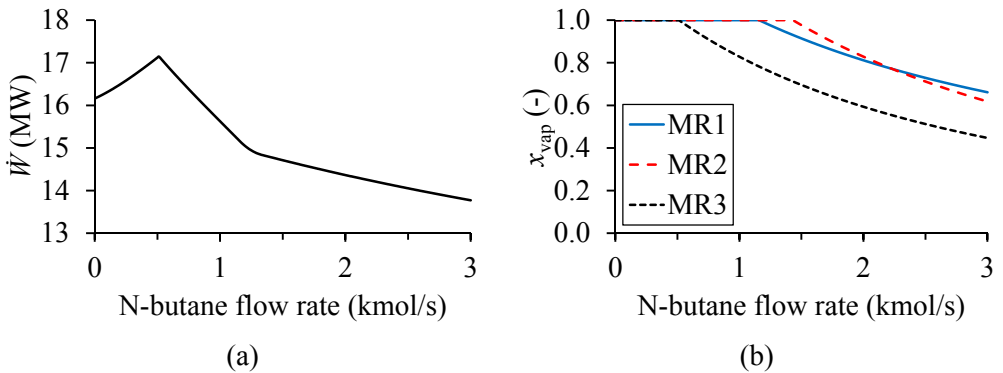 18
17
16
15
14
13
Ẇ (MW)
0 1 2 3
N-butane flow rate (kmol/s)
(a)
1.0
0.8
0.6
0.4
0.2
0.0
x_vap (-)
MR1
MR2
MR3
0 1 2 3
N-butane flow rate (kmol/s)
(b)